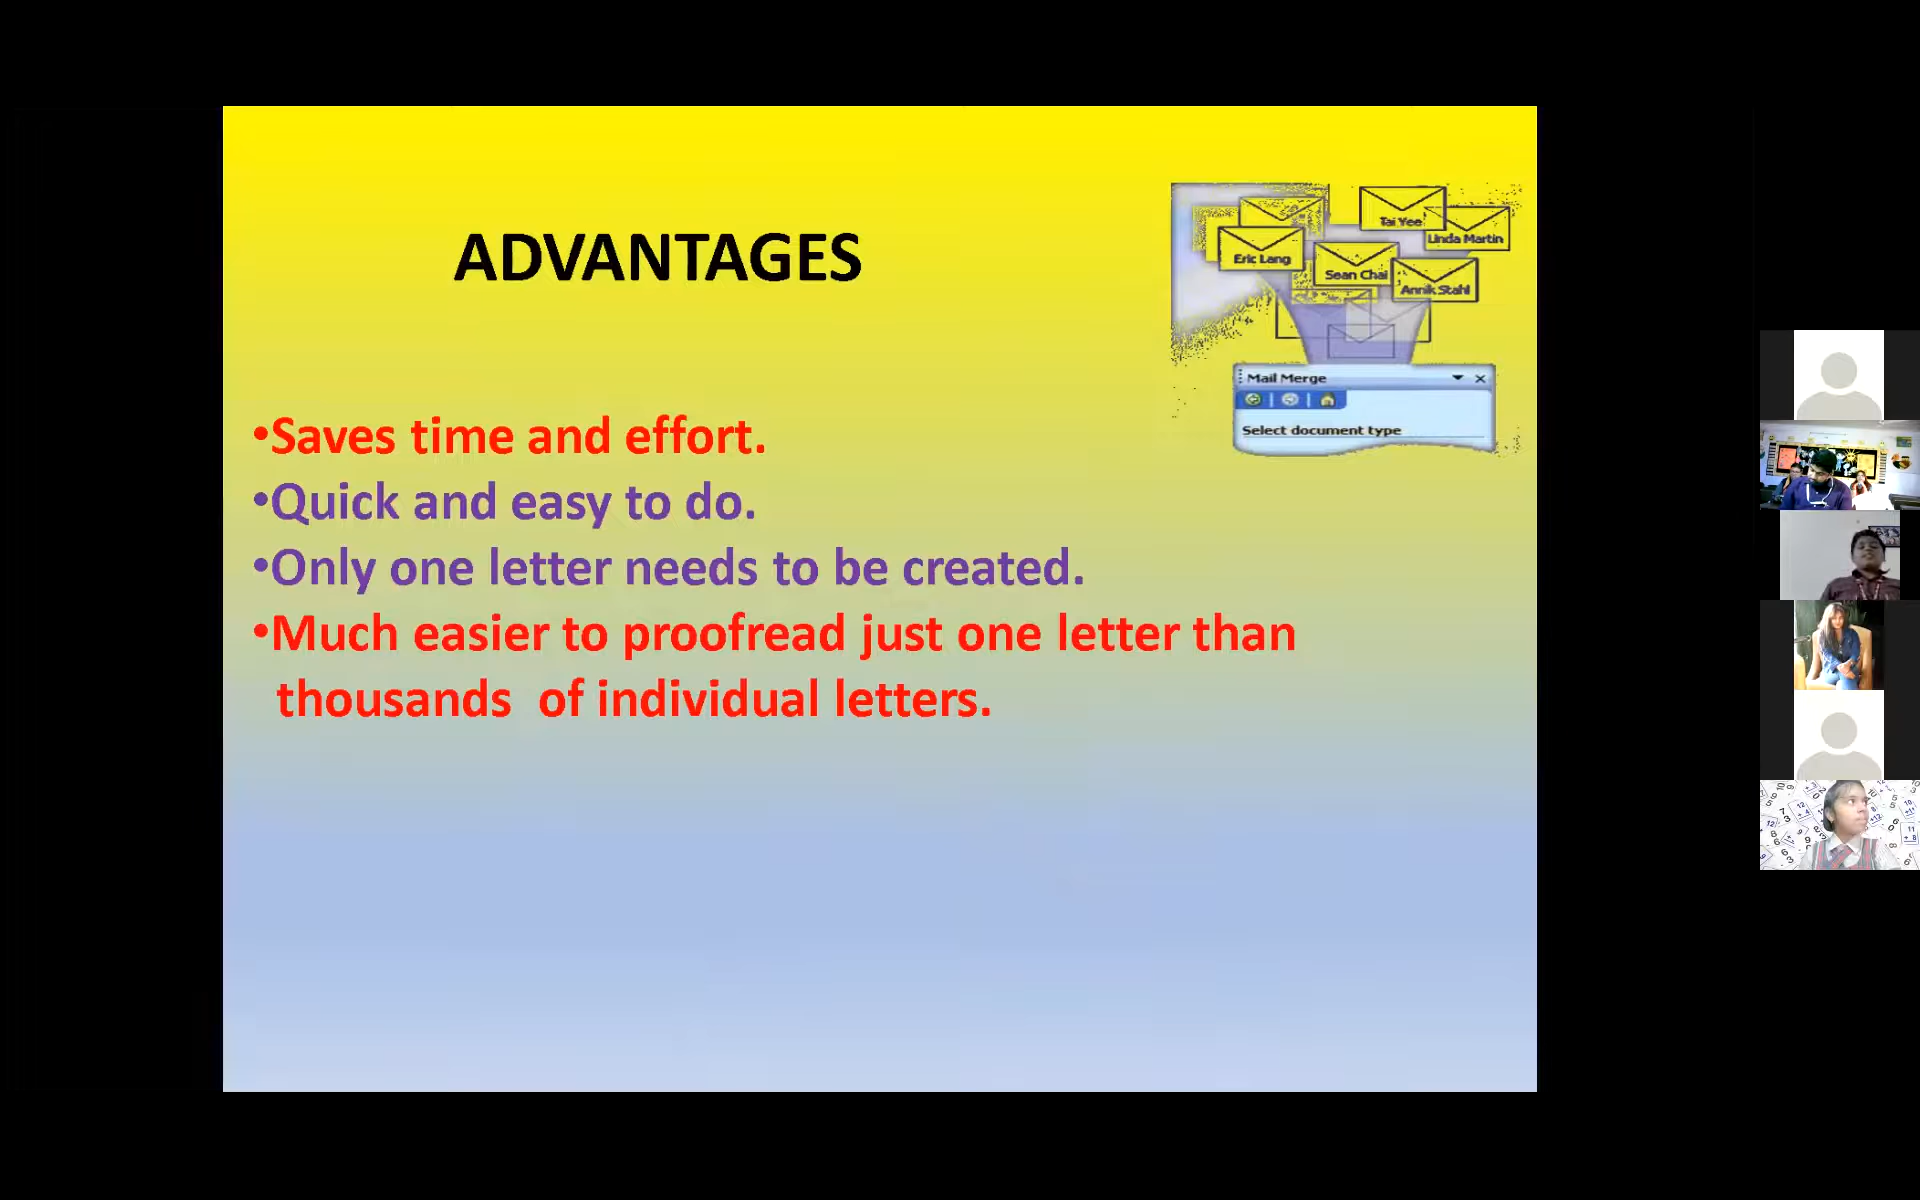 ADVANTAGES
Tai Yee
Linda Martin
Eric Lang
Sean Chai
Annik Stahl
Mail Merge
Select document type
•Saves time and effort.
•Quick and easy to do.
•Only one letter needs to be created.
•Much easier to proofread just one letter than
thousands of individual letters.